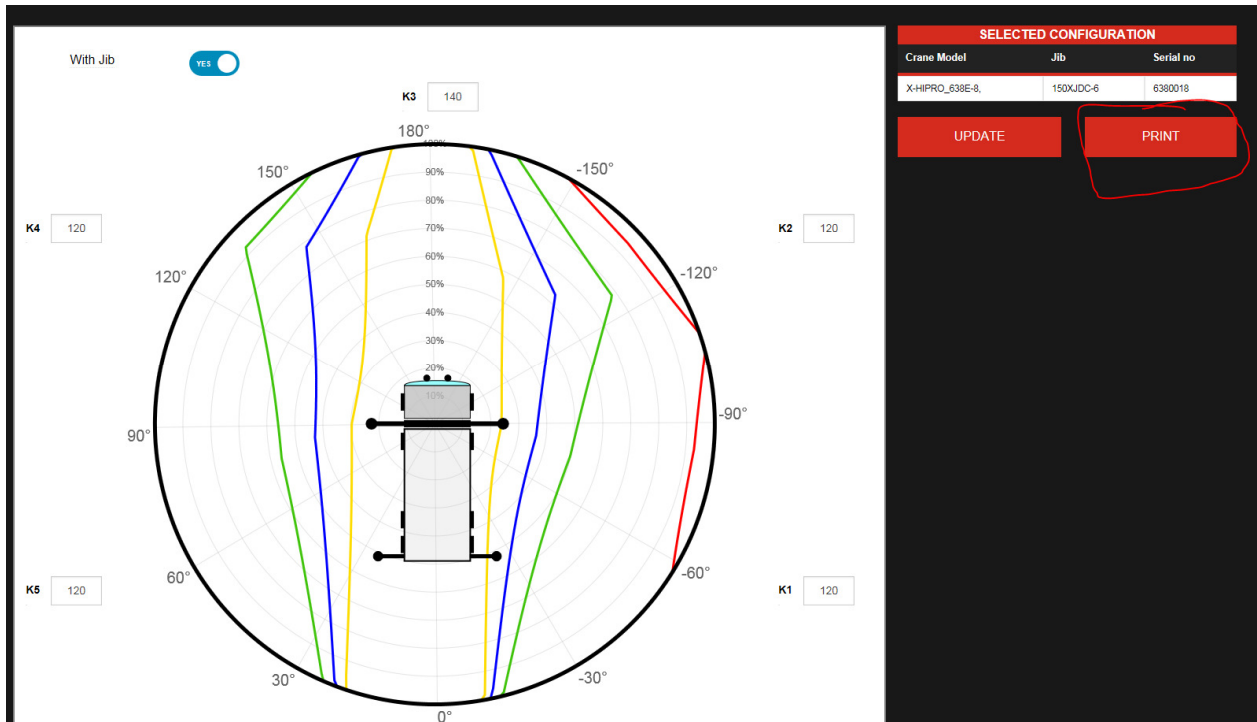 With Jib
YES
K3
140
180°
100%
150°
-150°
90%
80%
K4
120
70%
K2
120
60%
120°
-120°
50%
40%
30%
20%
10%
90°
-90°
60°
-60°
K5
120
K1
120
30°
-30°
0°
SELECTED CONFIGURATION
Crane Model Jib Serial no
X-HIPRO_638E-8, 150XJDC-6 6380018
UPDATE PRINT